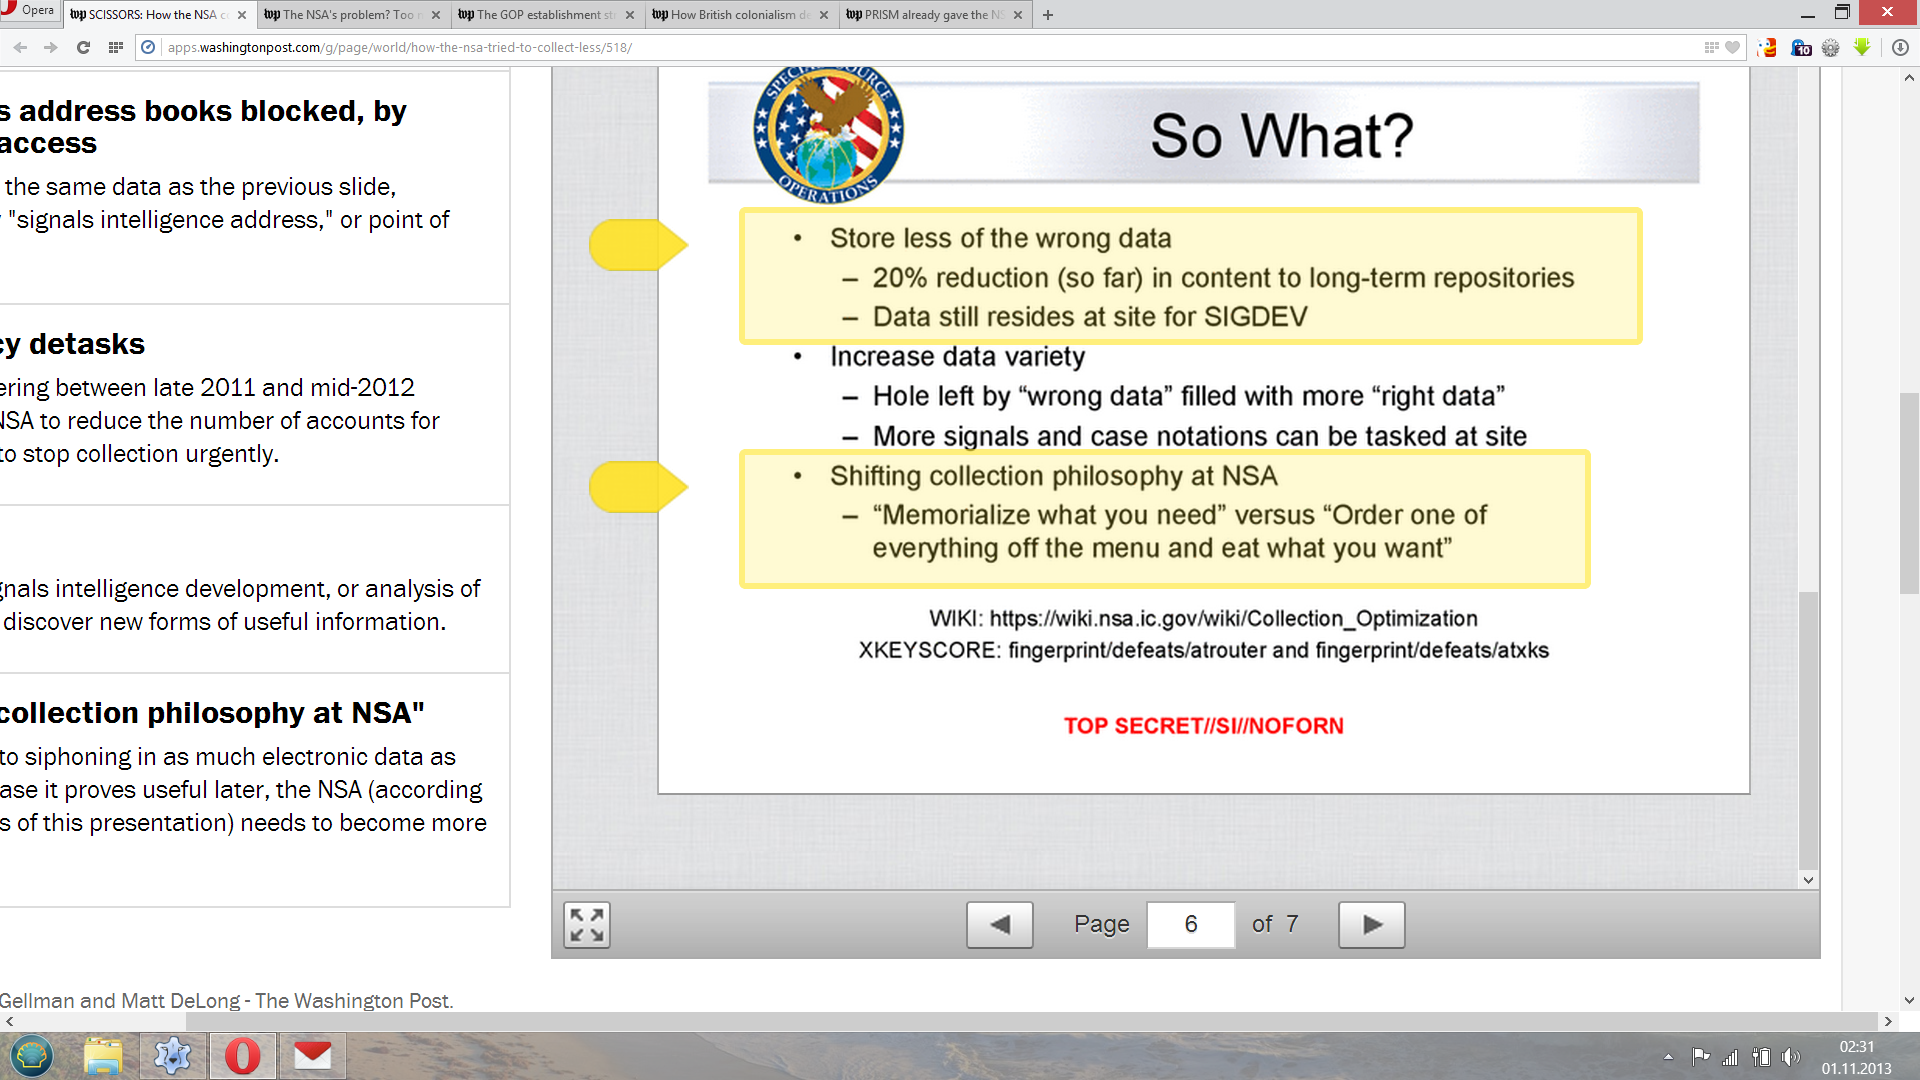 Opera
SCISSORS: How the NSA c
The NSA's problem? Too
The GOP establishment st
How British colonialism de
PRISM already gave the N
apps.washingtonpost.com/g/page/world/how-the-nsa-tried-to-collect-less/518/
10
s address books blocked, by
access
the same data as the previous slide,
"signals intelligence address," or point of
cy detasks
ering between late 2011 and mid-2012
NSA to reduce the number of accounts for
to stop collection urgently.
gnals intelligence development, or analysis of
discover new forms of useful information.
collection philosophy at NSA"
to siphoning in as much electronic data as
ase it proves useful later, the NSA (according
s of this presentation) needs to become more
Gellman and Matt DeLong - The Washington Post.
SPECIAL SOURCE
OPERATIONS
So What?
• Store less of the wrong data
– 20% reduction (so far) in content to long-term repositories
– Data still resides at site for SIGDEV
• Increase data variety
– Hole left by “wrong data” filled with more “right data”
– More signals and case notations can be tasked at site
• Shifting collection philosophy at NSA
– “Memorialize what you need” versus “Order one of
everything off the menu and eat what you want”
WIKI: https://wiki.nsa.ic.gov/wiki/Collection_Optimization
XKEYSCORE: fingerprint/defeats/atrouter and fingerprint/defeats/atxks
TOP SECRET//SI//NOFORN
Page 6 of 7
02:31
01.11.2013